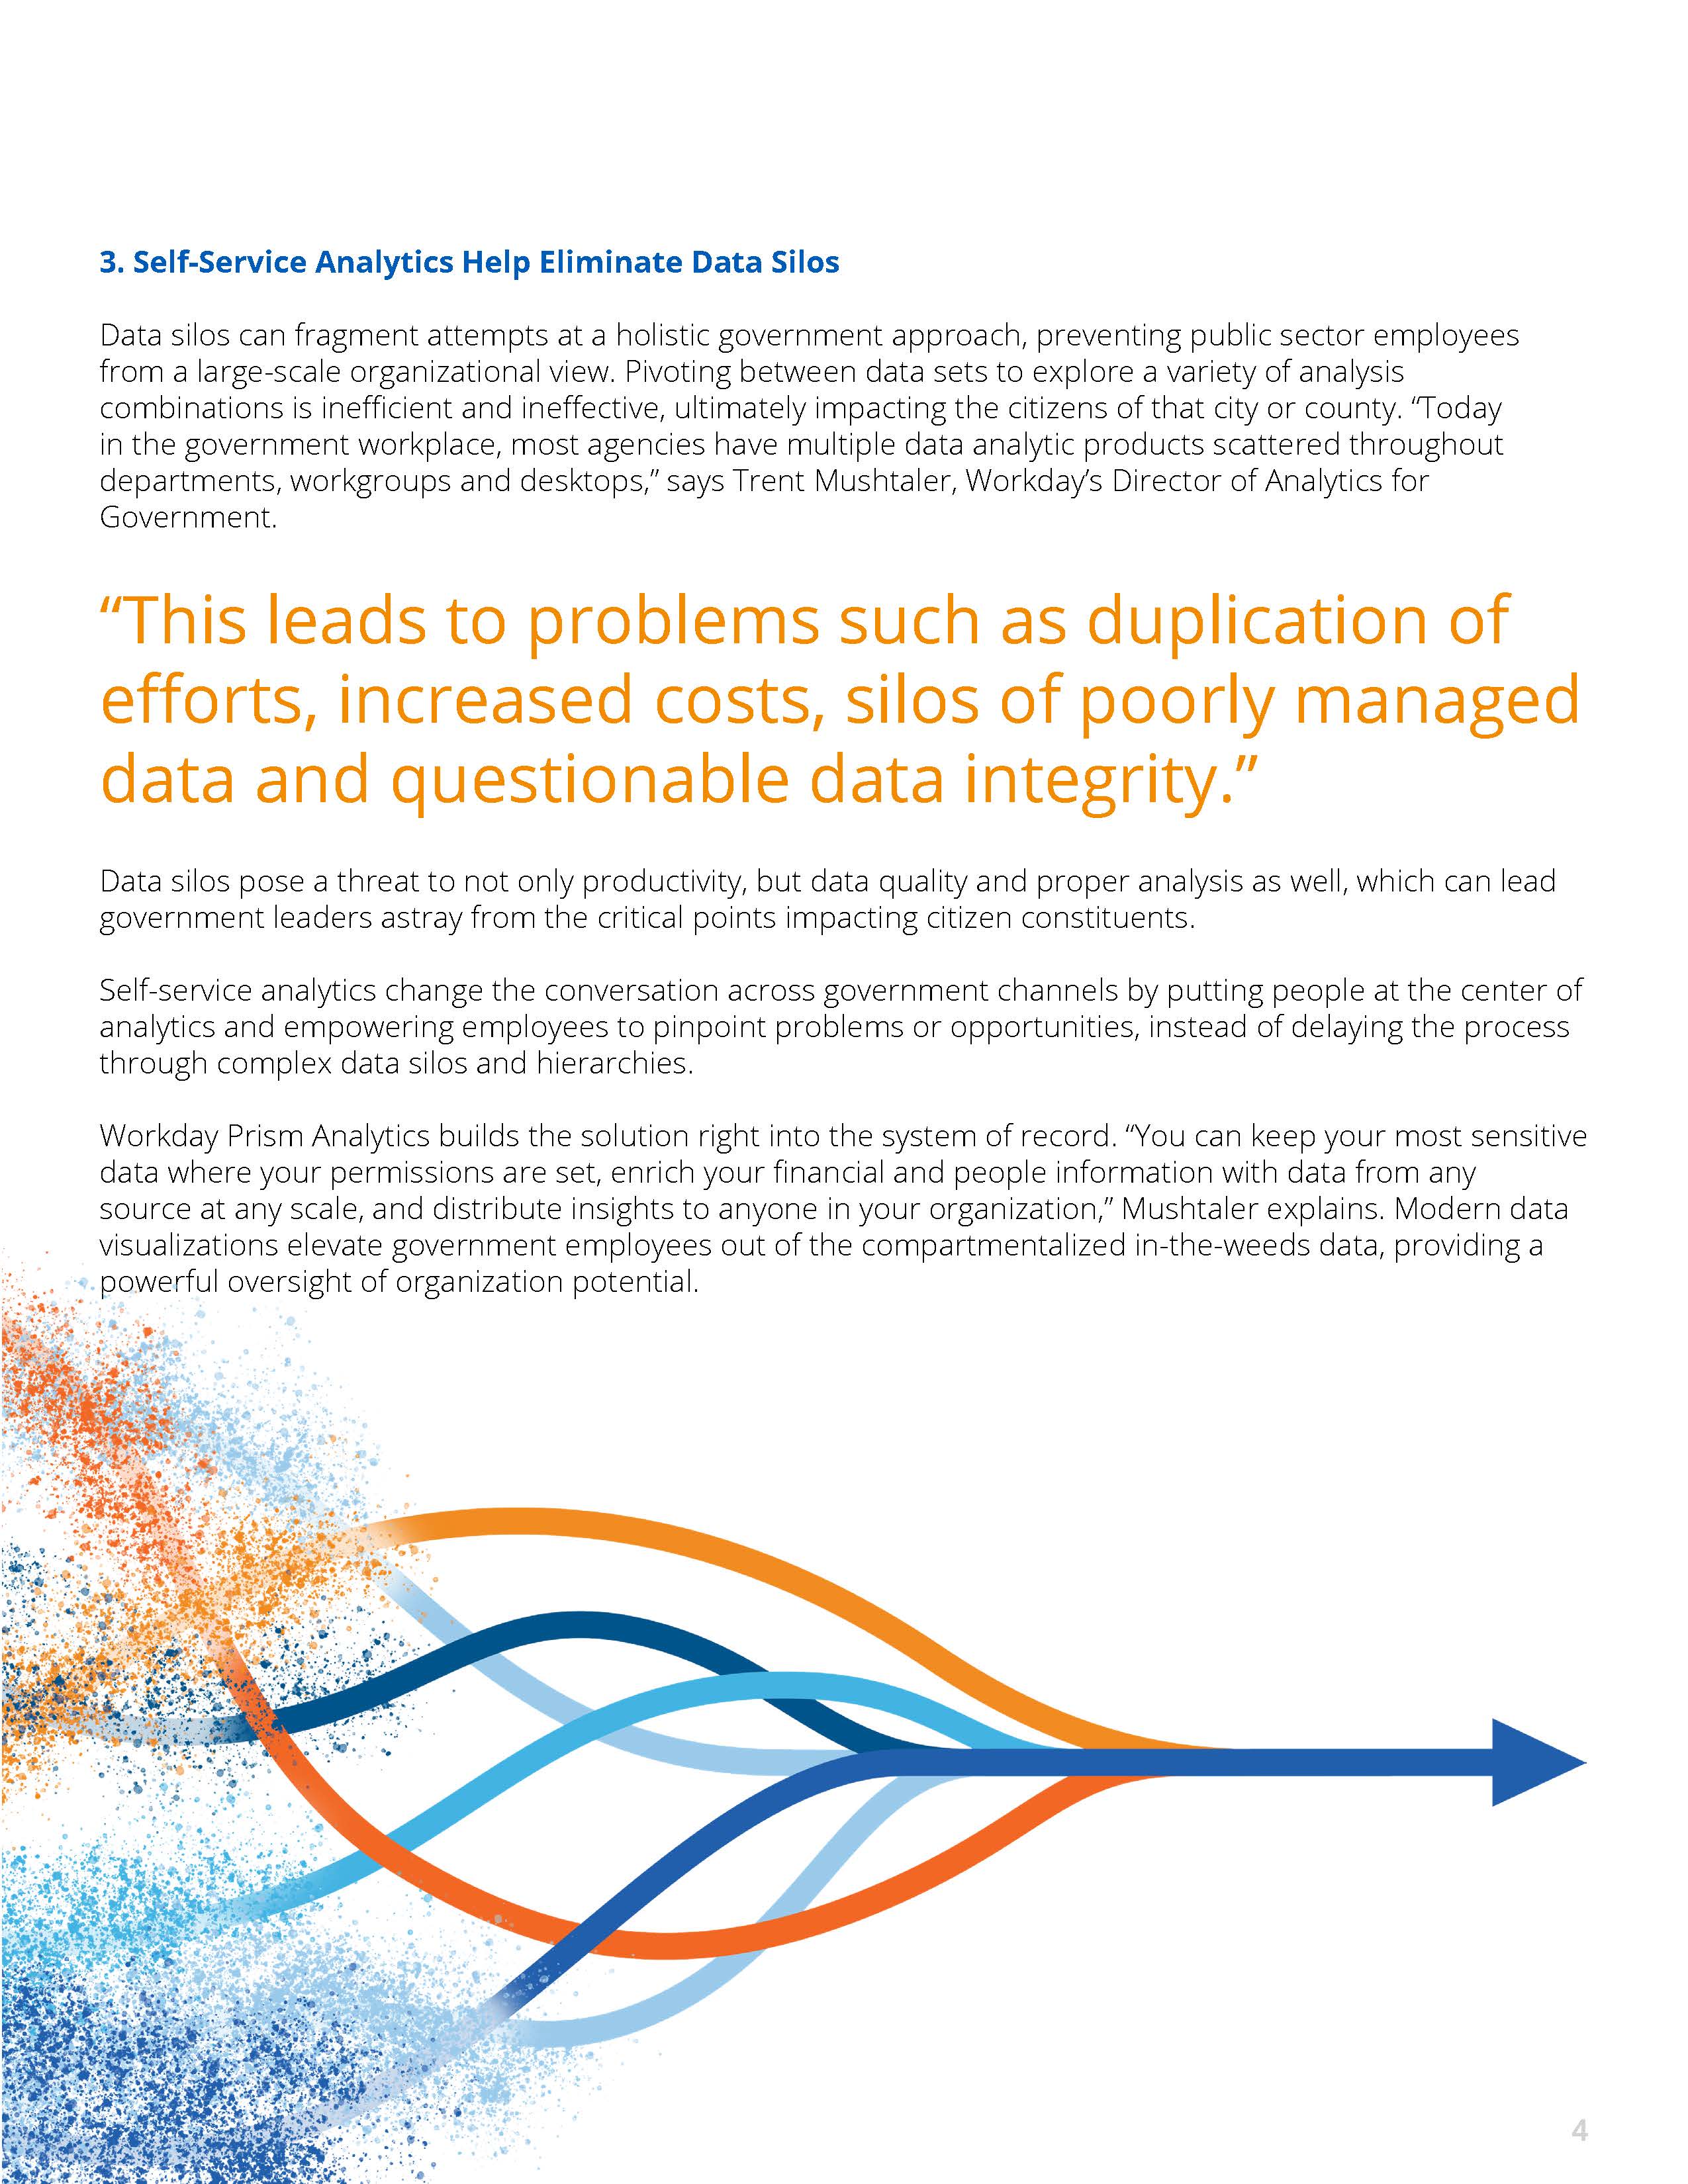 3. Self-Service Analytics Help Eliminate Data Silos
Data silos can fragment attempts at a holistic government approach, preventing public sector employees
from a large-scale organizational view. Pivoting between data sets to explore a variety of analysis
combinations is inefficient and ineffective, ultimately impacting the citizens of that city or county. “Today
in the government workplace, most agencies have multiple data analytic products scattered throughout
departments, workgroups and desktops,” says Trent Mushtaler, Workday’s Director of Analytics for
Government.
“This leads to problems such as duplication of
efforts, increased costs, silos of poorly managed
data and questionable data integrity.”
Data silos pose a threat to not only productivity, but data quality and proper analysis as well, which can lead
government leaders astray from the critical points impacting citizen constituents.
Self-service analytics change the conversation across government channels by putting people at the center of
analytics and empowering employees to pinpoint problems or opportunities, instead of delaying the process
through complex data silos and hierarchies.
Workday Prism Analytics builds the solution right into the system of record. “You can keep your most sensitive
data where your permissions are set, enrich your financial and people information with data from any
source at any scale, and distribute insights to anyone in your organization,” Mushtaler explains. Modern data
visualizations elevate government employees out of the compartmentalized in-the-weeds data, providing a
powerful oversight of organization potential.
4